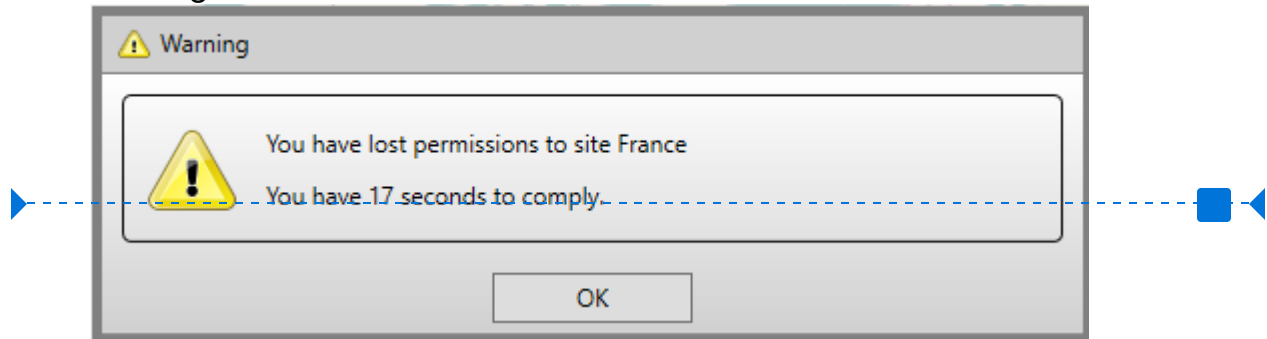 Warning
You have lost permissions to site France
You have 17 seconds to comply.
OK